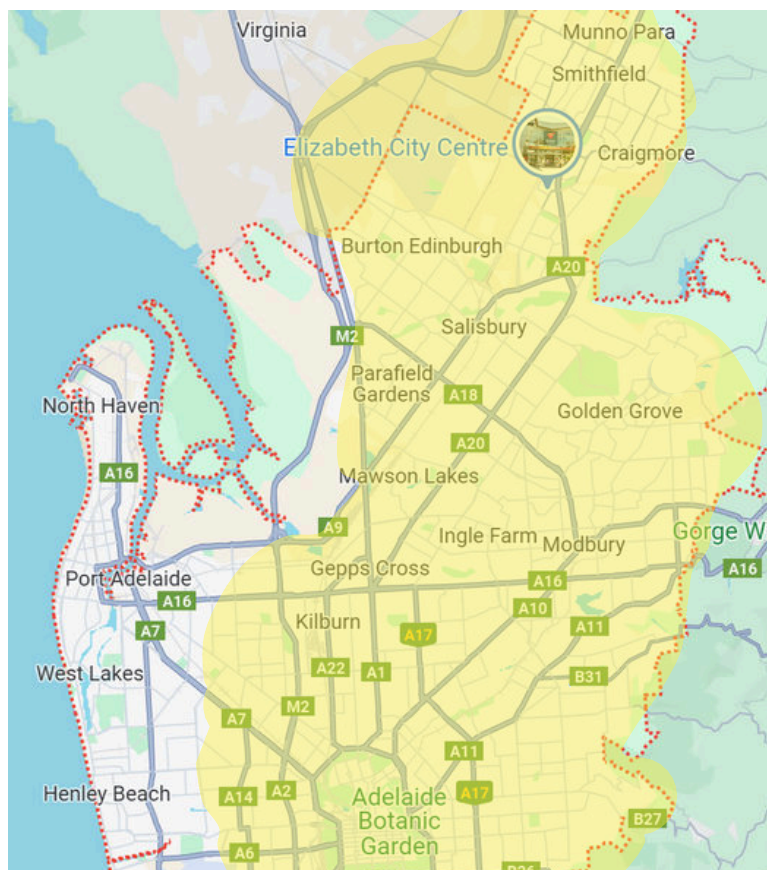 Virginia
Munno Para
Smithfield
Elizabeth City Centre
Craigmore
Burton Edinburgh
A20
Salisbury
M2
Parafield
Gardens
A18
Golden Grove
North Haven
A20
A16
Mawson Lakes
A9
Ingle Farm
Modbury
Gorge W
Gepps Cross
Port Adelaide
A16
A16
A16
A10
Kilburn
A7
A17
A11
A22
A1
West Lakes
B31
M2
A7
A11
Henley Beach
A14
A2
Adelaide
Botanic
Garden
A17
B27
A6
B26